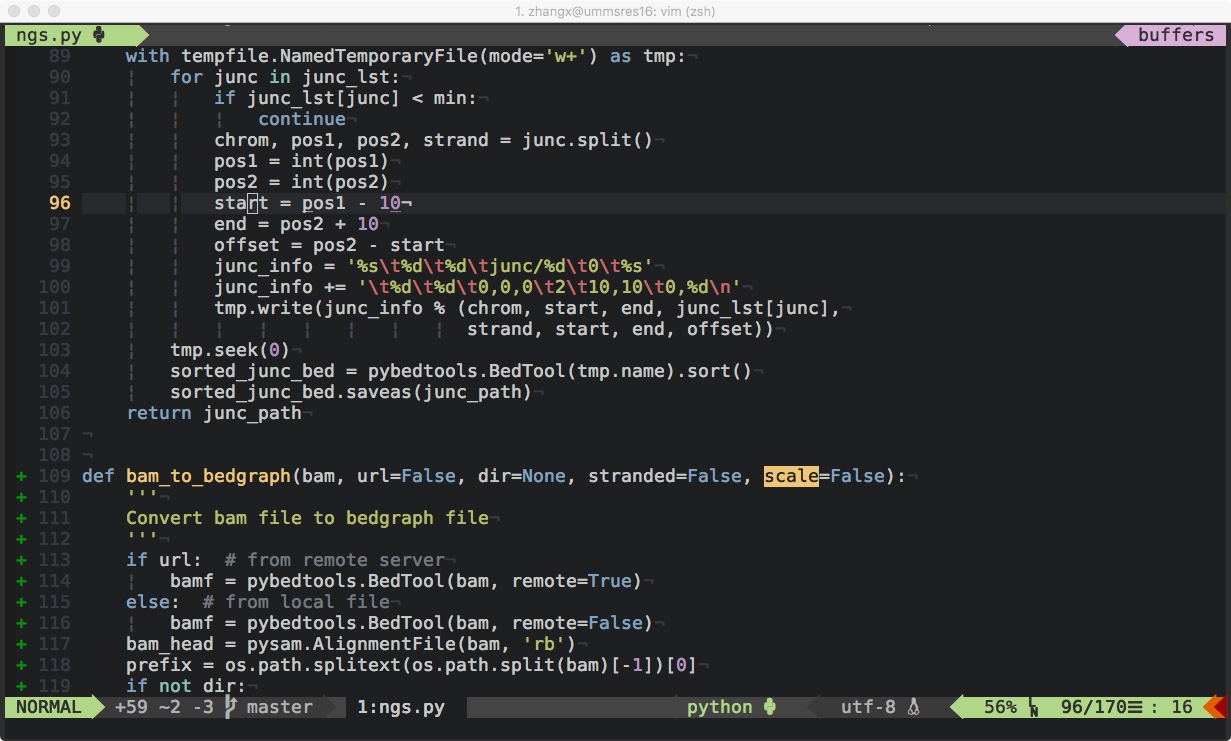 1. zhangx@ummsres16: vim (zsh)
ngs.py buffers
89 with tempfile.NamedTemporaryFile(mode='w+') as tmp:¬
90 ¦ for junc in junc_lst:¬
91 ¦ ¦ if junc_lst[junc] < min:¬
92 ¦ ¦ ¦ continue¬
93 ¦ ¦ chrom, pos1, pos2, strand = junc.split()¬
94 ¦ ¦ pos1 = int(pos1)¬
95 ¦ ¦ pos2 = int(pos2)¬
96 ¦ ¦ start = pos1 - 10¬
97 ¦ ¦ end = pos2 + 10¬
98 ¦ ¦ offset = pos2 - start¬
99 ¦ ¦ junc_info = '%s\t%d\t%d\tjunc/%d\t0\t%s'¬
100 ¦ ¦ junc_info += '\t%d\t%d\t0,0,0\t2\t10,10\t0,%d\n'¬
101 ¦ ¦ tmp.write(junc_info % (chrom, start, end, junc_lst[junc],¬
102 ¦ ¦ ¦ ¦ ¦ ¦ ¦ ¦ strand, start, end, offset))¬
103 ¦ tmp.seek(0)¬
104 ¦ sorted_junc_bed = pybedtools.BedTool(tmp.name).sort()¬
105 ¦ sorted_junc_bed.saveas(junc_path)¬
106 return junc_path¬
107 ¬
108 ¬
+ 109 def bam_to_bedgraph(bam, url=False, dir=None, stranded=False, scale=False):¬
+ 110 '''¬
+ 111 Convert bam file to bedgraph file¬
+ 112 '''¬
+ 113 if url: # from remote server¬
+ 114 ¦ bamf = pybedtools.BedTool(bam, remote=True)¬
+ 115 else: # from local file¬
+ 116 ¦ bamf = pybedtools.BedTool(bam, remote=False)¬
+ 117 bam_head = pysam.AlignmentFile(bam, 'rb')¬
+ 118 prefix = os.path.splitext(os.path.split(bam)[-1])[0]¬
+ 119 if not dir:¬
NORMAL +59 ~2 -3 master 1:ngs.py python utf-8 56% LN 96/170☰ : 16